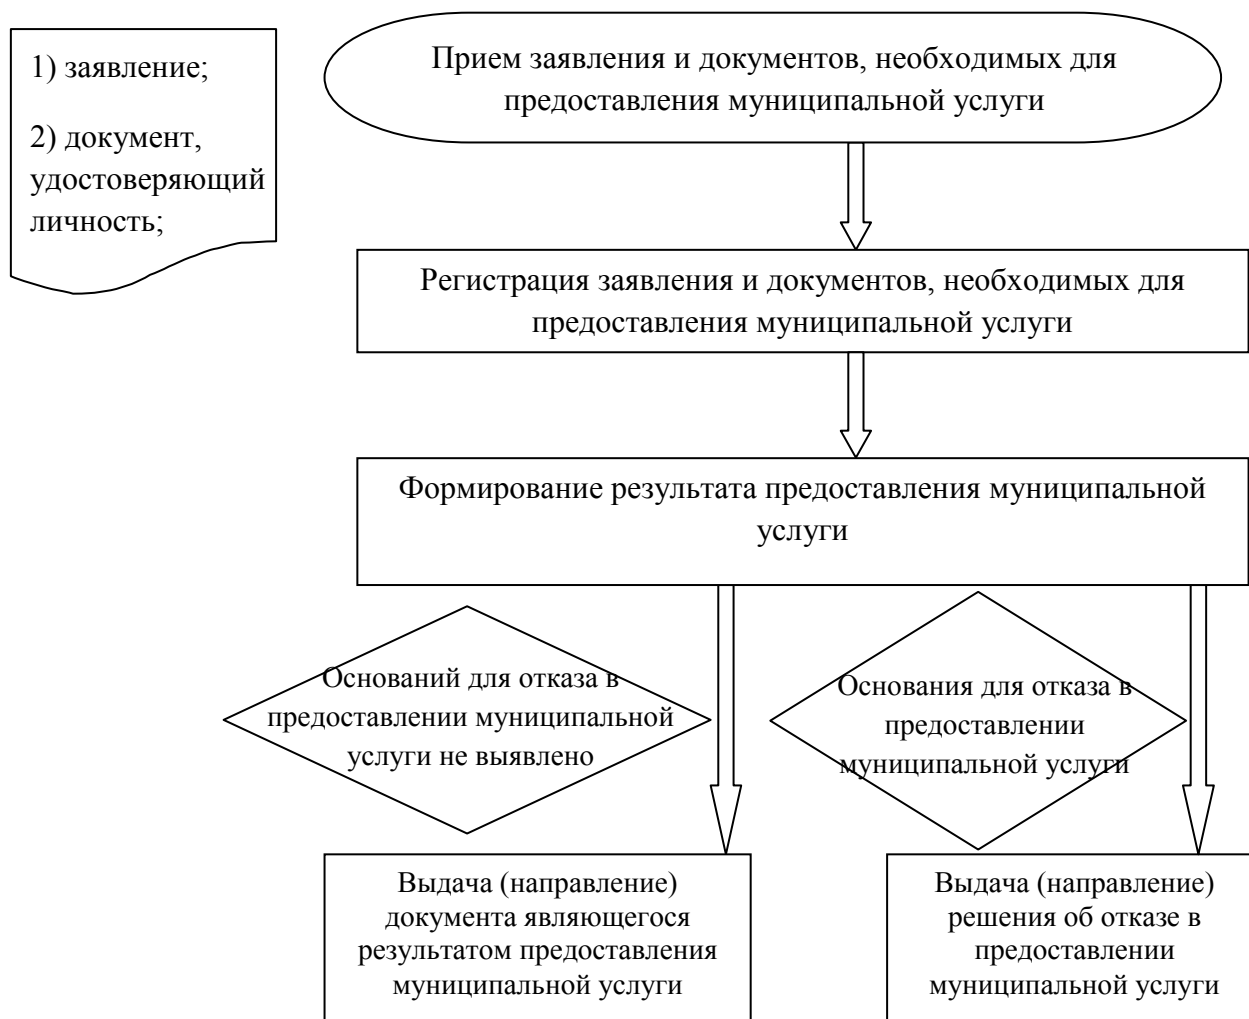 1) заявление;
2) документ,
удостоверяющий
личность;
Прием заявления и документов, необходимых для
предоставления муниципальной услуги
Регистрация заявления и документов, необходимых для
предоставления муниципальной услуги
Формирование результата предоставления муниципальной
услуги
Оснований для отказа в
предоставлении муниципальной
услуги не выявлено
Основания для отказа в
предоставлении
муниципальной услуги
Выдача (направление)
документа являющегося
результатом предоставления
муниципальной услуги
Выдача (направление)
решения об отказе в
предоставлении
муниципальной услуги